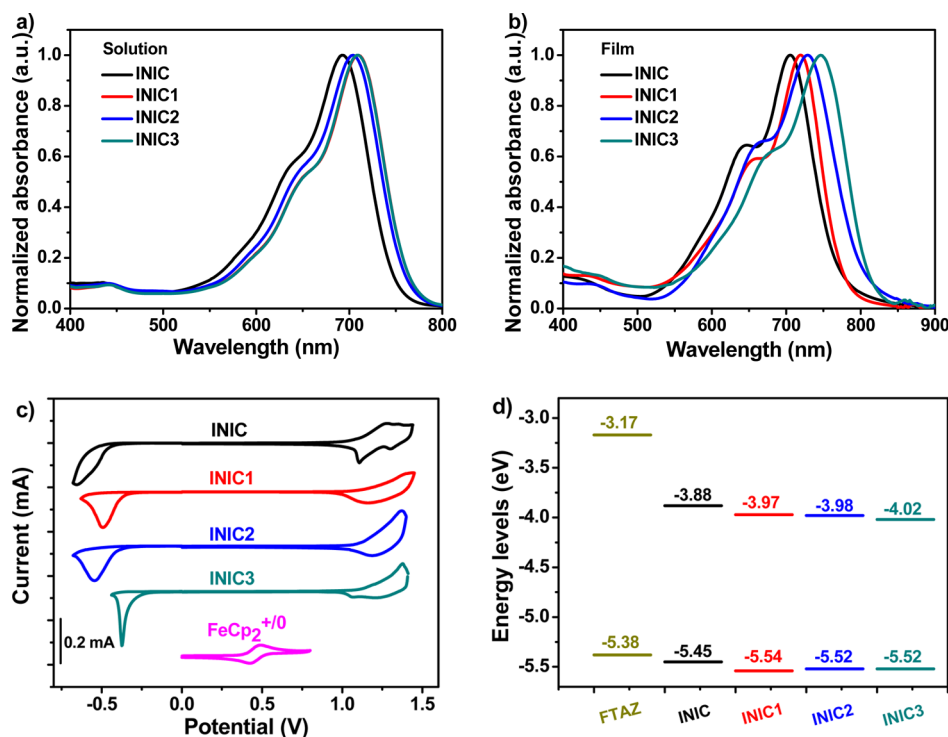 a)
Solution
INIC
INIC1
INIC2
INIC3
Normalized absorbance (a.u.)
1.0
0.8
0.6
0.4
0.2
0.0
400 500 600 700 800
Wavelength (nm)
b)
Film
INIC
INIC1
INIC2
INIC3
Normalized absorbance (a.u.)
1.0
0.8
0.6
0.4
0.2
0.0
400 500 600 700 800 900
Wavelength (nm)
c)
INIC
INIC1
INIC2
INIC3
FeCp2+/0
0.2 mA
Current (mA)
-0.5 0.0 0.5 1.0 1.5
Potential (V)
d)
Energy levels (eV)
-3.0
-3.5
-4.0
-4.5
-5.0
-5.5
-3.17
-3.88
-3.97
-3.98
-4.02
-5.38
-5.45
-5.54
-5.52
-5.52
FTAZ
INIC
INIC1
INIC2
INIC3